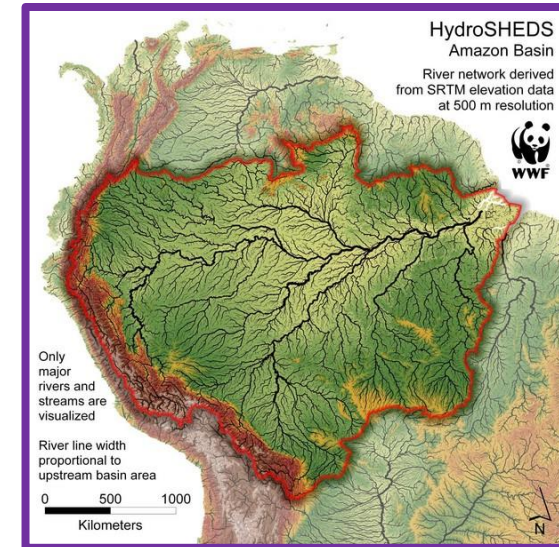 HydroSHEDS
Amazon Basin
River network derived
from SRTM elevation data
at 500 m resolution
WWF
Only
major
rivers and
streams are
visualized
River line width
proportional to
upstream basin area
0 500 1000
Kilometers
N